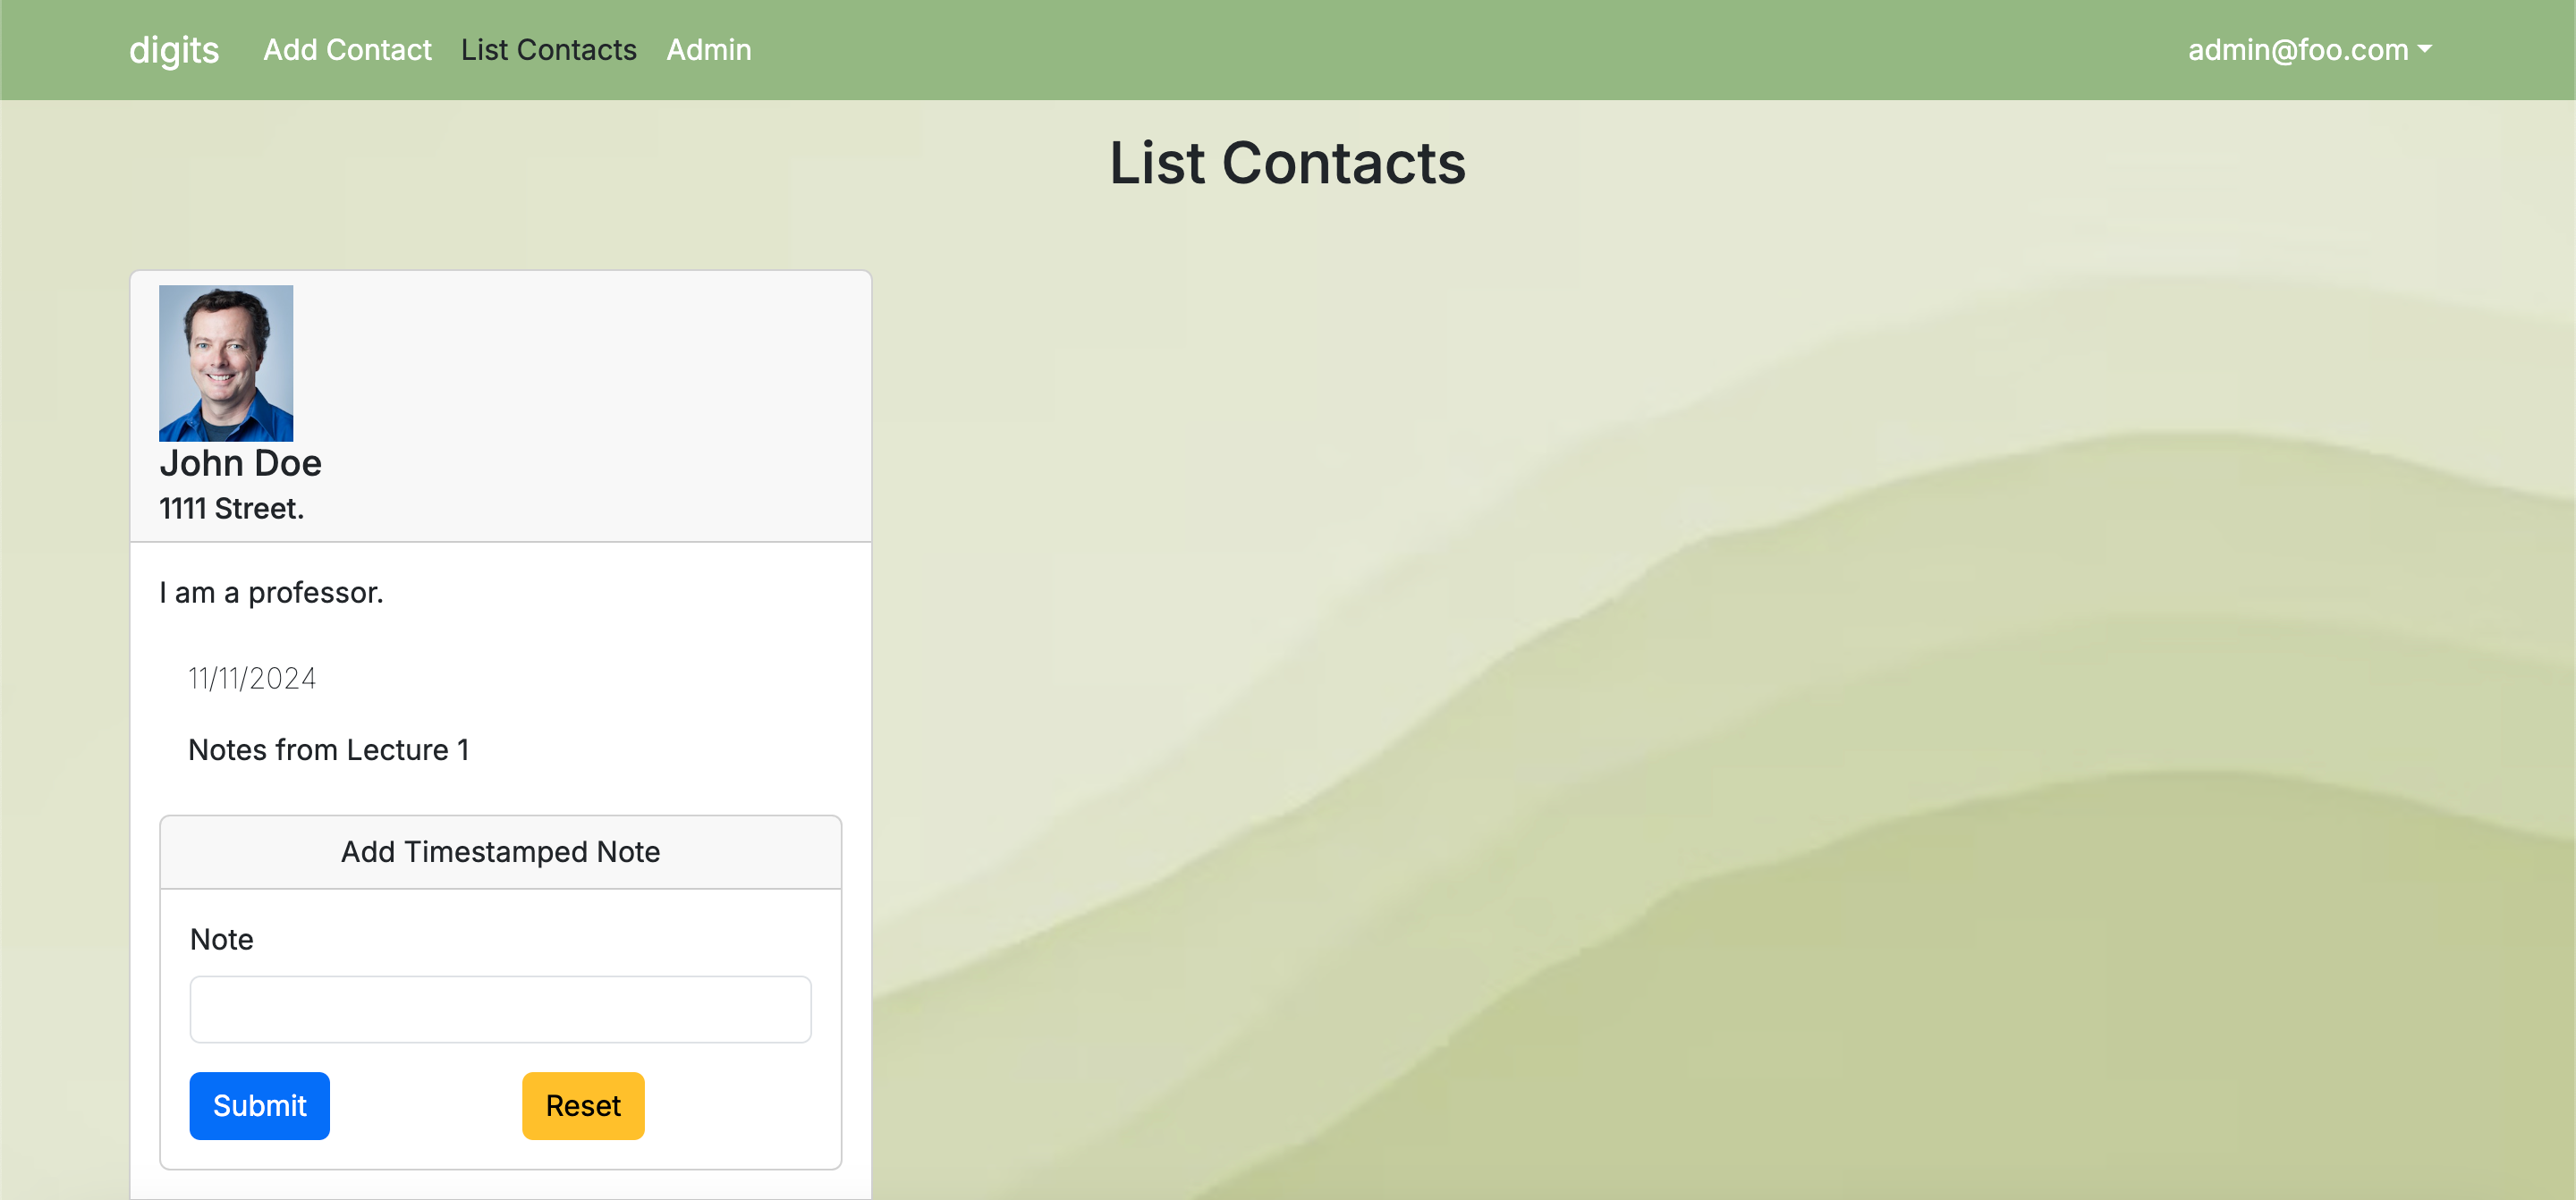 digits Add Contact List Contacts Admin admin@foo.com
List Contacts
John Doe
1111 Street.
I am a professor.
11/11/2024
Notes from Lecture 1
Add Timestamped Note
Note
Submit Reset